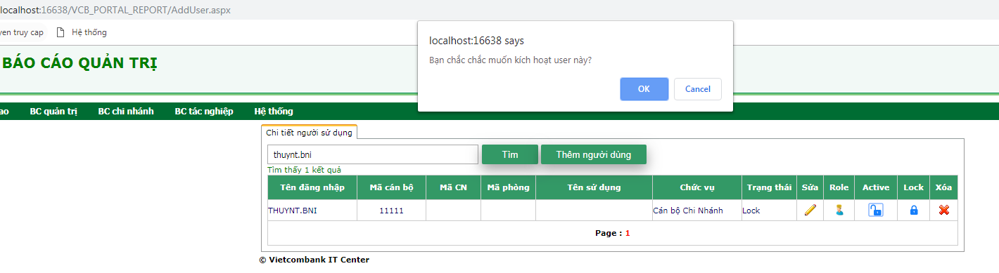 localhost:16638/VCB_PORTAL_REPORT/AddUser.aspx
yen truy cap Hệ thống
localhost:16638 says
Bạn chắc chắc muốn kích hoạt user này?
OK Cancel
BÁO CÁO QUẢN TRỊ
ao BC quản trị BC chi nhánh BC tác nghiệp Hệ thống
Chi tiết người sử dụng
thuynt.bni Tìm Thêm người dùng
Tìm thấy 1 kết quả
Tên đăng nhập Mã cán bộ Mã CN Mã phòng Tên sử dụng Chức vụ Trạng thái Sửa Role Active Lock Xóa
THUYNT.BNI 11111 Cán bộ Chi Nhánh Lock
Page : 1
© Vietcombank IT Center